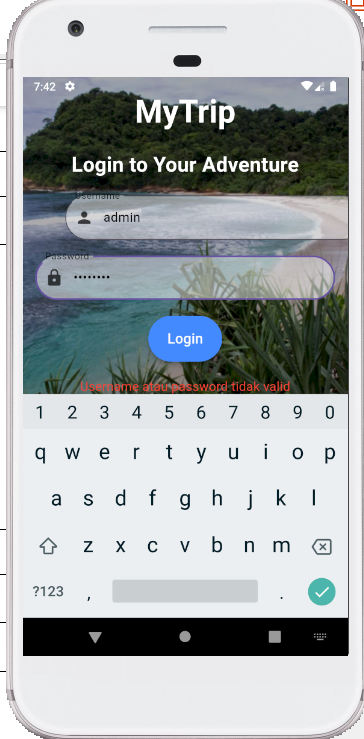 7:42
MyTrip
Login to Your Adventure
Username
admin
Password
••••••••
Login
Username atau password tidak valid
1 2 3 4 5 6 7 8 9 0
q w e r t y u i o p
a s d f g h j k l
z x c v b n m
?123 , .